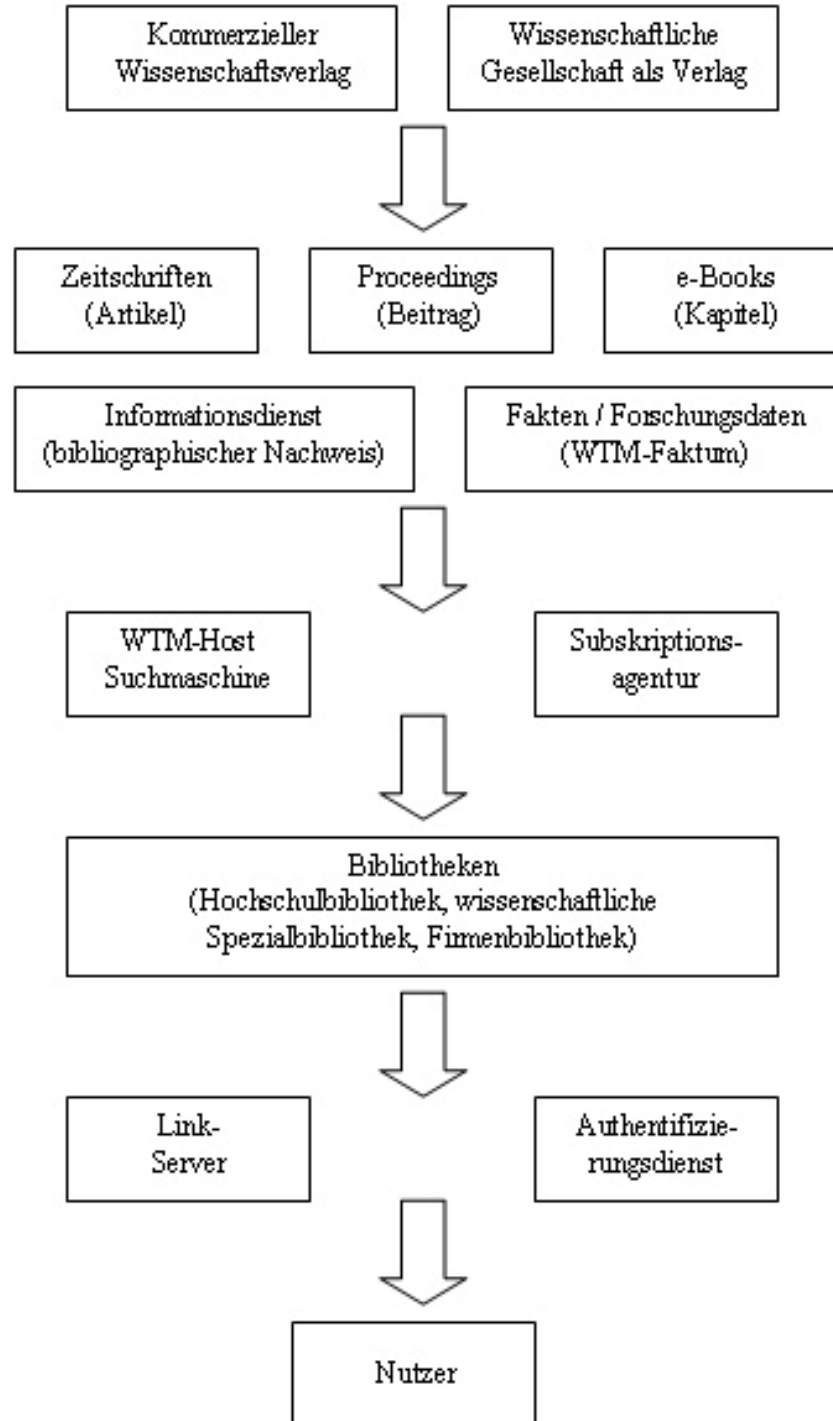 Kommerzieller
Wissenschaftsverlag
Wissenschaftliche
Gesellschaft als Verlag
Zeitschriften
(Artikel)
Proceedings
(Beitrag)
e-Books
(Kapitel)
Informationsdienst
(bibliographischer Nachweis)
Fakten / Forschungsdaten
(WTM-Faktum)
WTM-Host
Suchmaschine
Subskriptions-
agentur
Bibliotheken
(Hochschulbibliothek, wissenschaftliche
Spezialbibliothek, Firmenbibliothek)
Link-
Server
Authentifizie-
rungsdienst
Nutzer